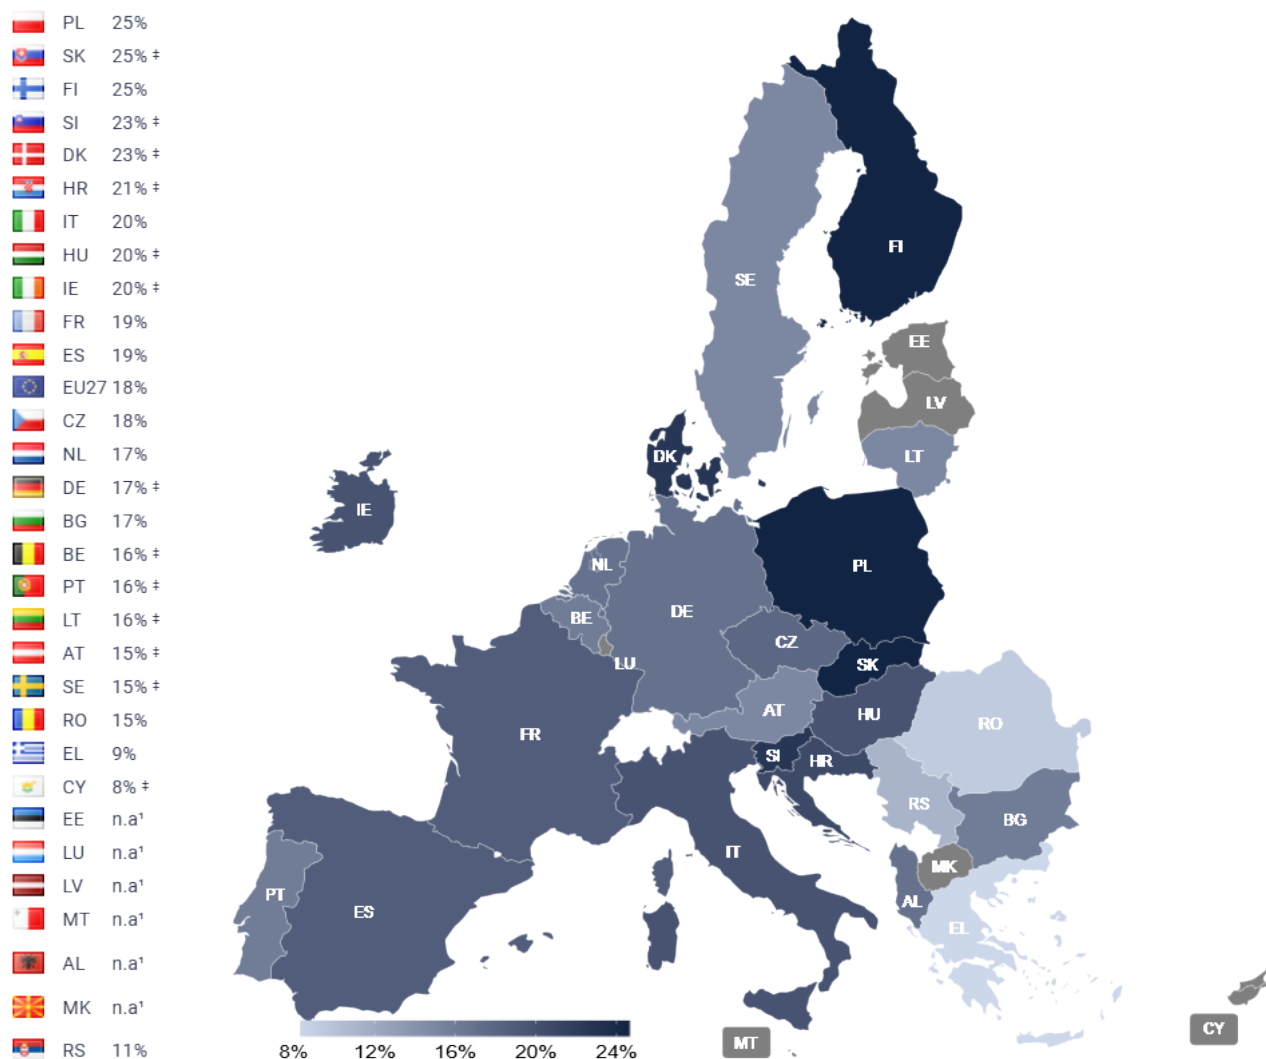 PL 25%
SK 25% ‡
FI 25%
SI 23% ‡
DK 23% ‡
HR 21% ‡
IT 20%
HU 20% ‡
IE 20% ‡
FR 19%
ES 19%
EU27 18%
CZ 18%
NL 17%
DE 17% ‡
BG 17%
BE 16% ‡
PT 16% ‡
LT 16% ‡
AT 15% ‡
SE 15% ‡
RO 15%
EL 9%
CY 8% ‡
EE n.a¹
LU n.a¹
LV n.a¹
MT n.a¹
AL n.a¹
MK n.a¹
RS 11%
FI
SE
EE
LV
DK
LT
IE
NL
PL
DE
BE
CZ
LU
SK
AT
HU
RO
FR
SI
HR
RS
BG
IT
MK
PT
AL
ES
EL
CY
MT
8% 12% 16% 20% 24%